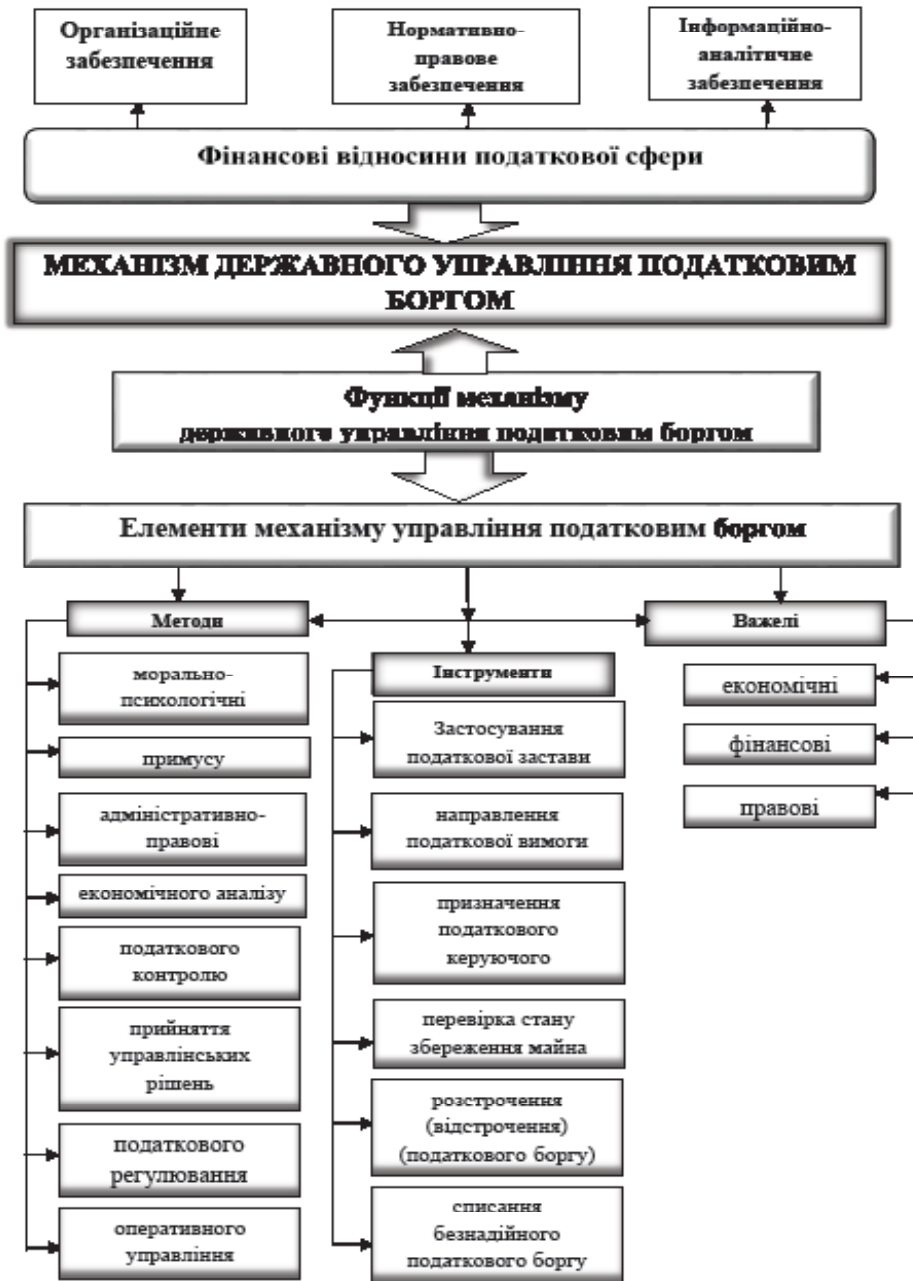 Організаційне
забезпечення
Нормативно-
правове
забезпечення
Інформаційно-
аналітичне
забезпечення
Фінансові відносини податкової сфери
МЕХАНІЗМ ДЕРЖАВНОГО УПРАВЛІННЯ ПОДАТКОВИМ
БОРГОМ
Функції механізму
державного управління податковим боргом
Елементи механізму управління податковим боргом
Методи
морально-
психологічні
примусу
адміністративно-
правові
економічного аналізу
податкового
контролю
прийняття
управлінських
рішень
податкового
регулювання
оперативного
управління
Інструменти
Застосування
податкової застави
направлення
податкової вимоги
призначення
податкового
керуючого
перевірка стану
збереження майна
розстрочення
(відстрочення)
(податкового боргу)
списання
безнадійного
податкового боргу
Важелі
економічні
фінансові
правові